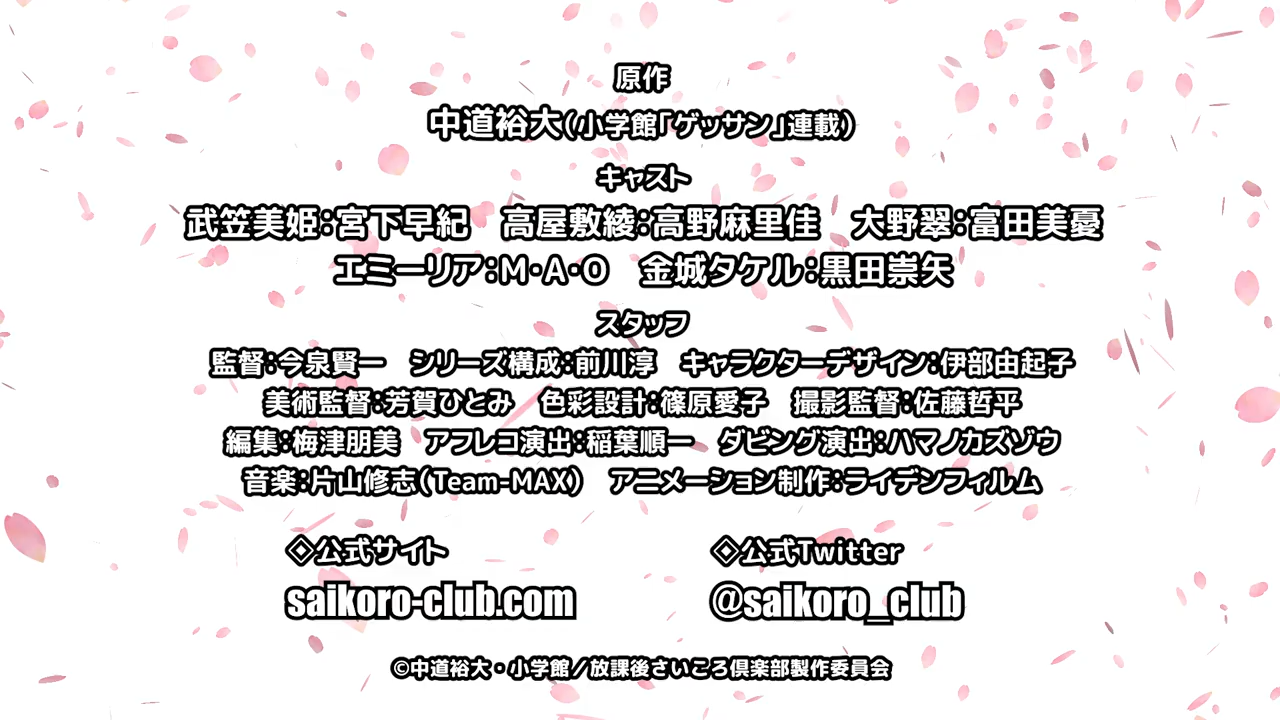 原作
中道裕大(小学館「ゲッサン」連載)
キャスト
武笠美姫:宮下早紀　高屋敷綾:高野麻里佳　大野翠:富田美憂
エミーリア:M・A・O　金城タケル:黒田崇矢
スタッフ
監督:今泉賢一　シリーズ構成:前川淳　キャラクターデザイン:伊部由起子
美術監督:芳賀ひとみ　色彩設計:篠原愛子　撮影監督:佐藤哲平
編集:梅津朋美　アフレコ演出:稲葉順一　ダビング演出:ハマノカズゾウ
音楽:片山修志(Team-MAX)　アニメーション制作:ライデンフィルム
◇公式サイト　◇公式Twitter
saikoro-club.com　@saikoro_club
©中道裕大・小学館／放課後さいころ倶楽部製作委員会